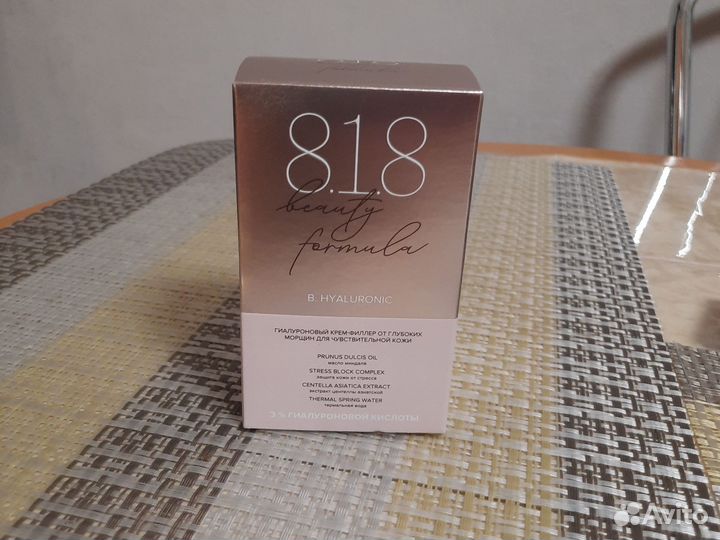 8.1.8
beauty
formula
B. HYALURONIC
ГИАЛУРОНОВЫЙ КРЕМ-ФИЛЛЕР ОТ ГЛУБОКИХ
МОРЩИН ДЛЯ ЧУВСТВИТЕЛЬНОЙ КОЖИ
PRUNUS DULCIS OIL
масло миндаля
STRESS BLOCK COMPLEX
защита кожи от стресса
CENTELLA ASIATICA EXTRACT
экстракт центеллы азиатской
THERMAL SPRING WATER
термальная вода
3 % ГИАЛУРОНОВОЙ КИСЛОТЫ
Avito